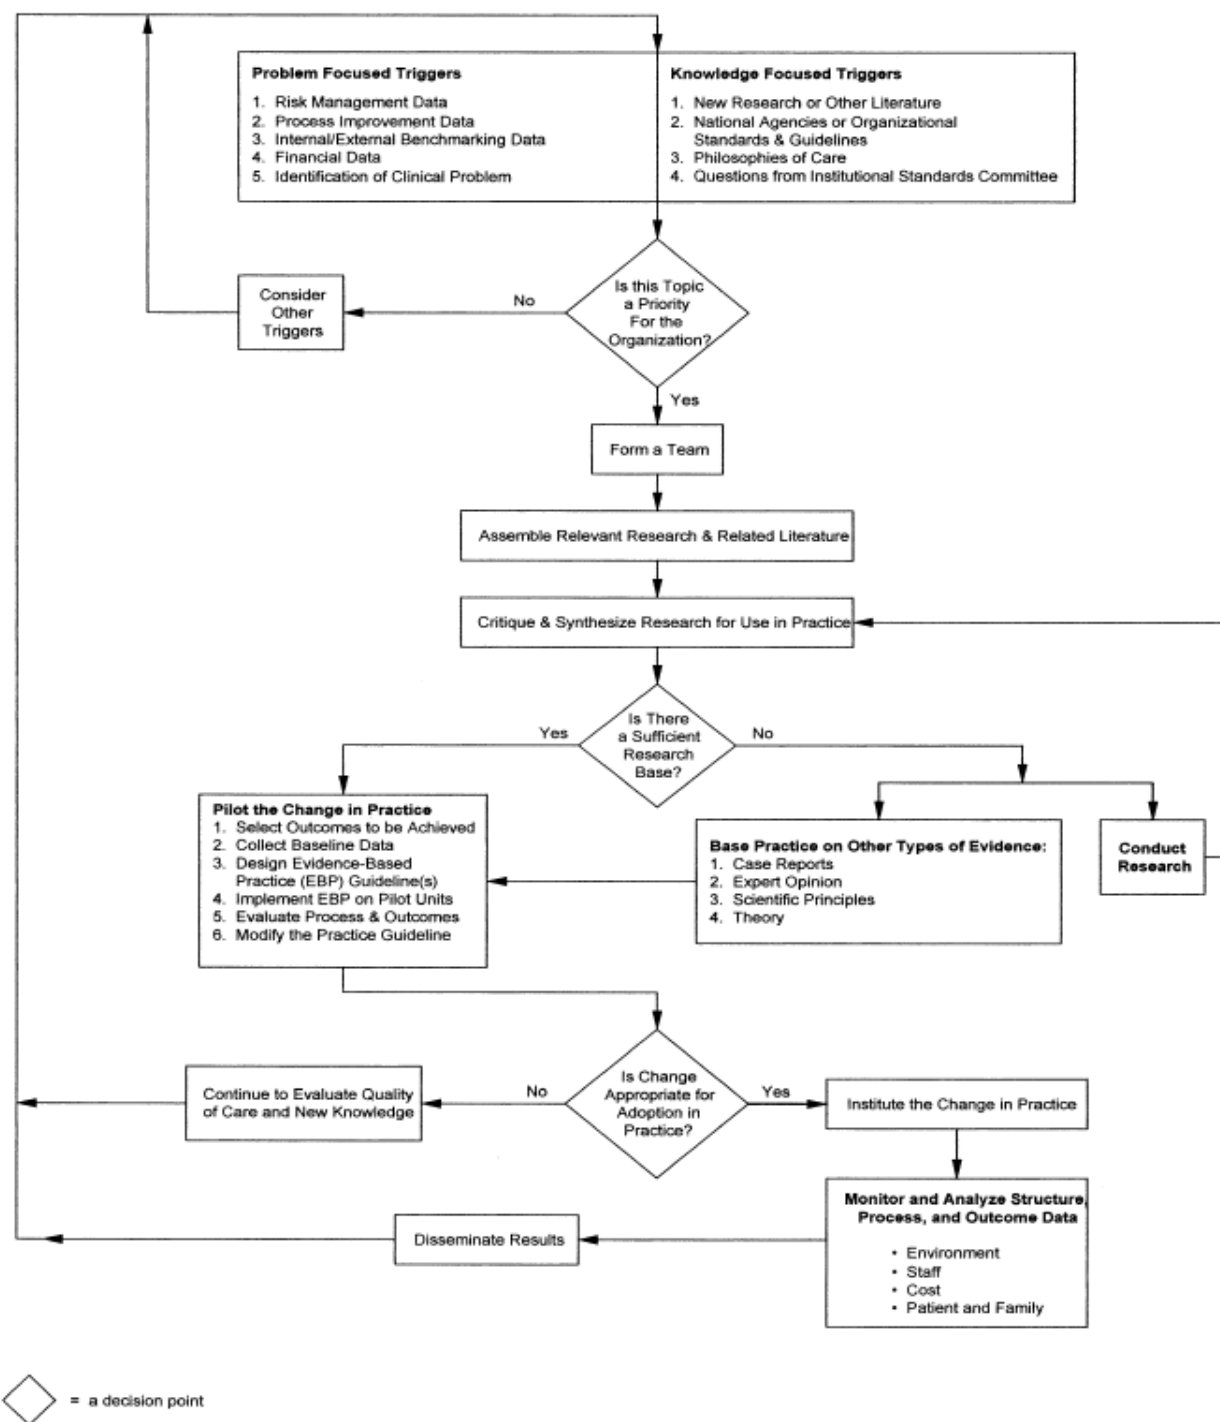 Problem Focused Triggers
1. Risk Management Data
2. Process Improvement Data
3. Internal/External Benchmarking Data
4. Financial Data
5. Identification of Clinical Problem
Knowledge Focused Triggers
1. New Research or Other Literature
2. National Agencies or Organizational
Standards & Guidelines
3. Philosophies of Care
4. Questions from Institutional Standards Committee
Consider
Other
Triggers
No
Is this Topic
a Priority
For the
Organization?
Yes
Form a Team
Assemble Relevant Research & Related Literature
Critique & Synthesize Research for Use in Practice
Yes
Is There
a Sufficient
Research
Base?
No
Pilot the Change in Practice
1. Select Outcomes to be Achieved
2. Collect Baseline Data
3. Design Evidence-Based
Practice (EBP) Guideline(s)
4. Implement EBP on Pilot Units
5. Evaluate Process & Outcomes
6. Modify the Practice Guideline
Base Practice on Other Types of Evidence:
1. Case Reports
2. Expert Opinion
3. Scientific Principles
4. Theory
Conduct
Research
Continue to Evaluate Quality
of Care and New Knowledge
No
Is Change
Appropriate for
Adoption in
Practice?
Yes
Institute the Change in Practice
Monitor and Analyze Structure,
Process, and Outcome Data
• Environment
• Staff
• Cost
• Patient and Family
Disseminate Results
= a decision point